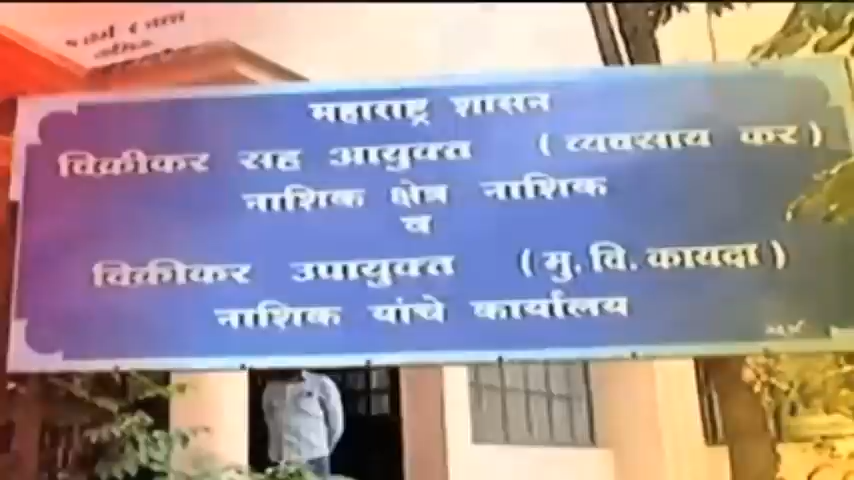 महाराष्ट्र शासन
विक्रीकर सह आयुक्त (व्यवसाय कर)
नाशिक क्षेत्र नाशिक
व
विक्रीकर उपायुक्त (मु. वि. कायदा)
नाशिक यांचे कार्यालय